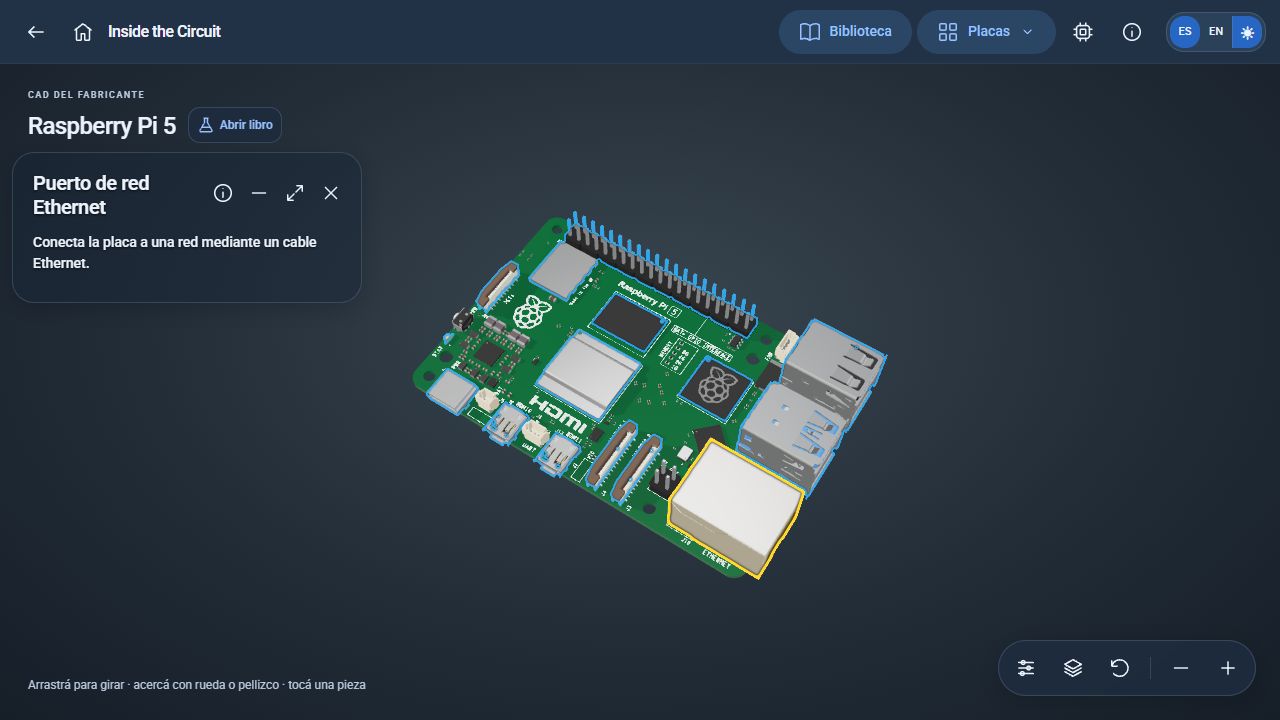 Inside the Circuit
Biblioteca
Placas
ES
EN
CAD DEL FABRICANTE
Raspberry Pi 5
Abrir libro
Puerto de red
Ethernet
Conecta la placa a una red mediante un cable
Ethernet.
Raspberry Pi 5
HDMI
UART
ETHERNET
Arrastrá para girar · acercá con rueda o pellizco · tocá una pieza